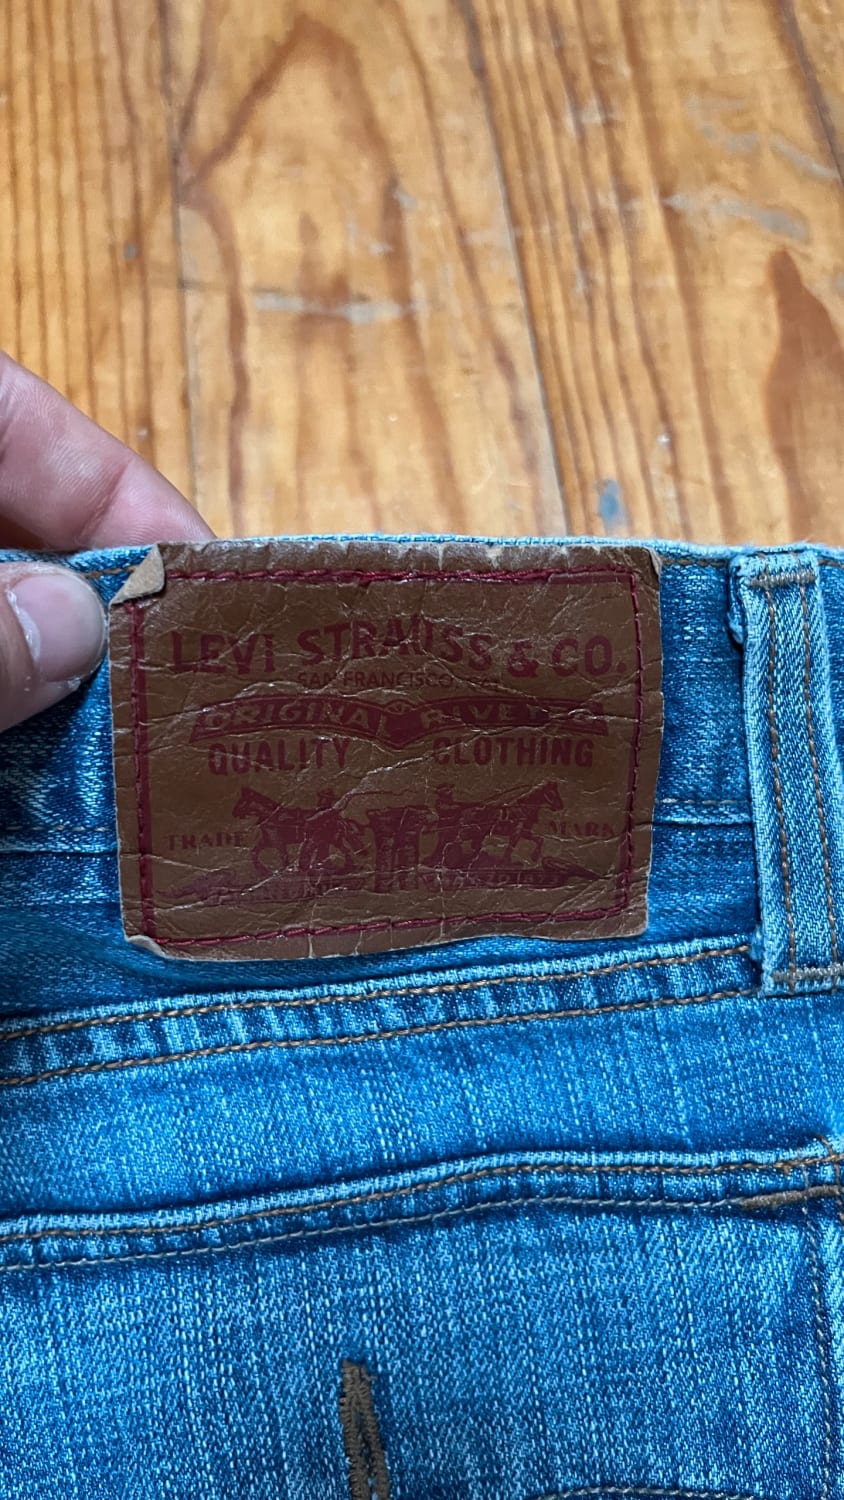 LEVI STRAUSS & CO.
SAN FRANCISCO, CAL.
ORIGINAL RIVETED
QUALITY CLOTHING
TRADE MARK